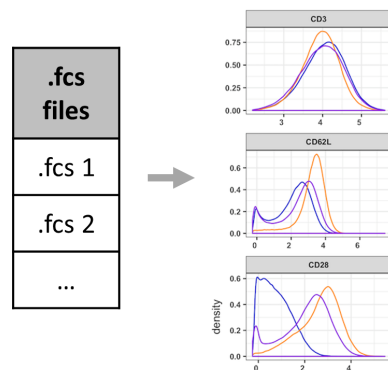 .fcs
files
.fcs 1
.fcs 2
...
CD3
0.75
0.50
0.25
0.00
3 4 5
CD62L
0.6
0.4
0.2
0.0
0 2 4 6
CD28
0.6
0.4
0.2
0.0
0 2 4
density